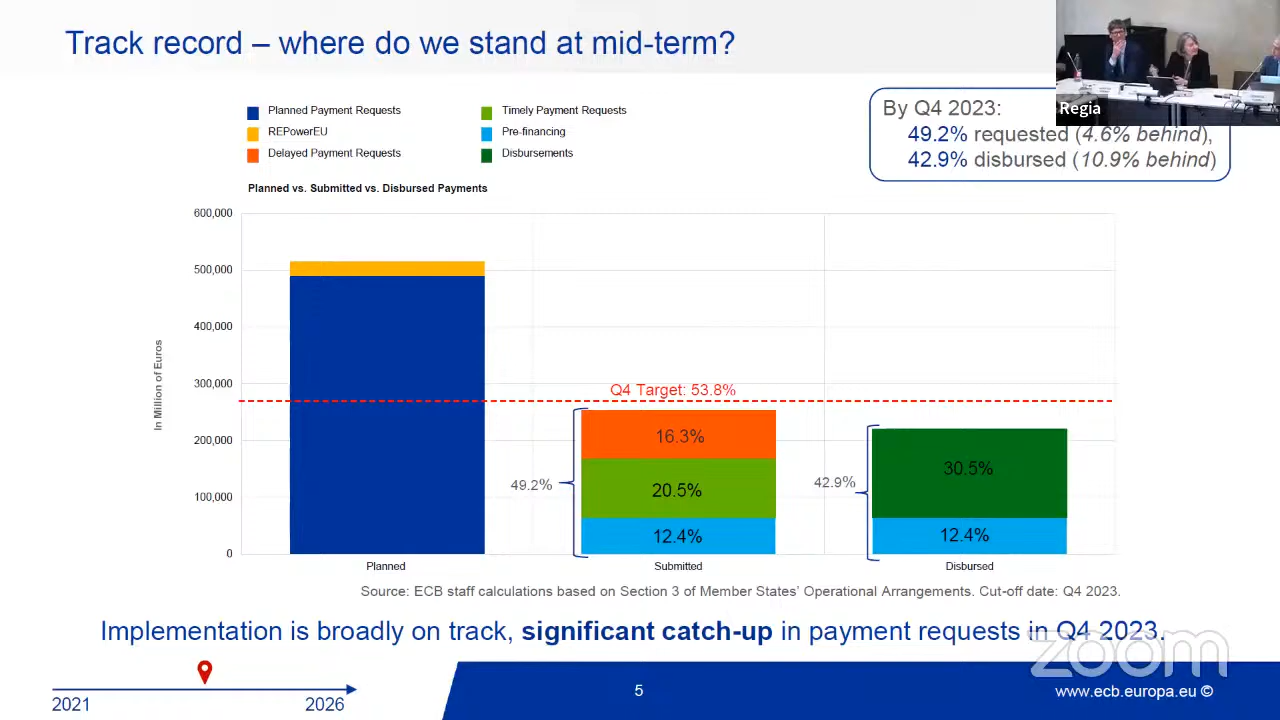 Track record – where do we stand at mid-term?
Regia
Planned Payment Requests
Timely Payment Requests
REPowerEU
Pre-financing
Delayed Payment Requests
Disbursements
By Q4 2023:
49.2% requested (4.6% behind),
42.9% disbursed (10.9% behind)
Planned vs. Submitted vs. Disbursed Payments
600,000
500,000
400,000
300,000
200,000
100,000
0
In Million of Euros
Q4 Target: 53.8%
49.2%
16.3%
20.5%
12.4%
42.9%
30.5%
12.4%
Planned
Submitted
Disbursed
Source: ECB staff calculations based on Section 3 of Member States’ Operational Arrangements. Cut-off date: Q4 2023.
Implementation is broadly on track, significant catch-up in payment requests in Q4 2023.
zoom
2021
2026
5
www.ecb.europa.eu ©